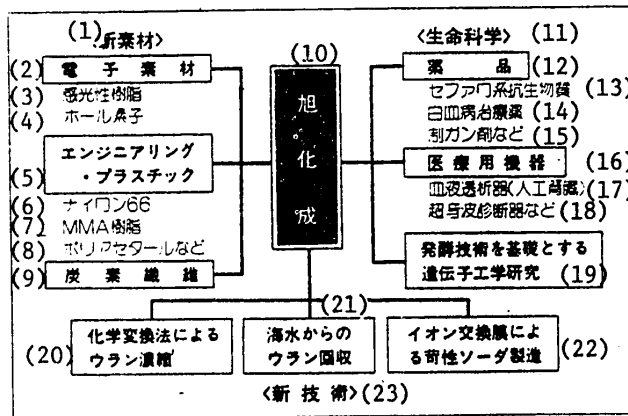 (1)
新素材〉
(2) 電子素材
(3) 感光性樹脂
(4) ホール素子
(5) エンジニアリング
・プラスチック
(6) ナイロン66
(7) MMA樹脂
(8) ポリアセタールなど
(9) 炭素繊維
(10)
旭化成
〈生命科学〉 (11)
薬品 (12)
セファロ系抗生物質 (13)
白血病治療薬 (14)
制ガン剤など (15)
医療用機器 (16)
血液透析器(人工腎臓) (17)
超音波診断器など (18)
発酵技術を基礎とする
遺伝子工学研究 (19)
(20) 化学変換法による
ウラン濃縮
(21)
海水からの
ウラン回収
イオン交換膜によ
る苛性ソーダ製造 (22)
〈新技術〉 (23)